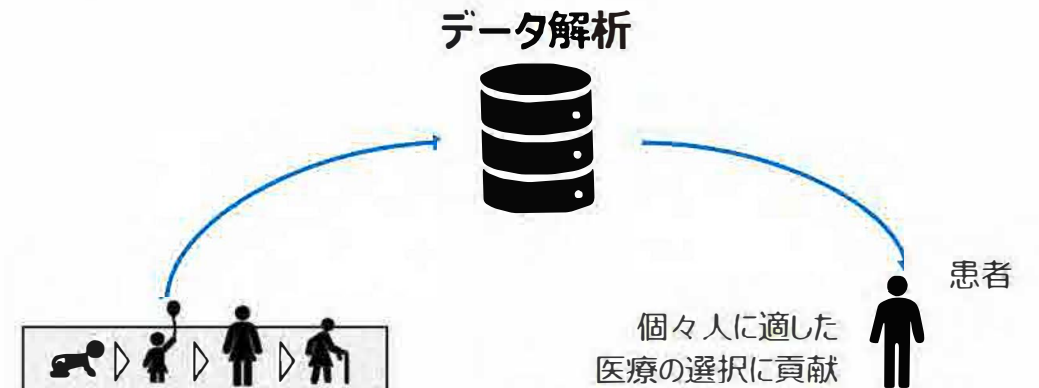 データ解析
患者
個々人に適した
医療の選択に貢献